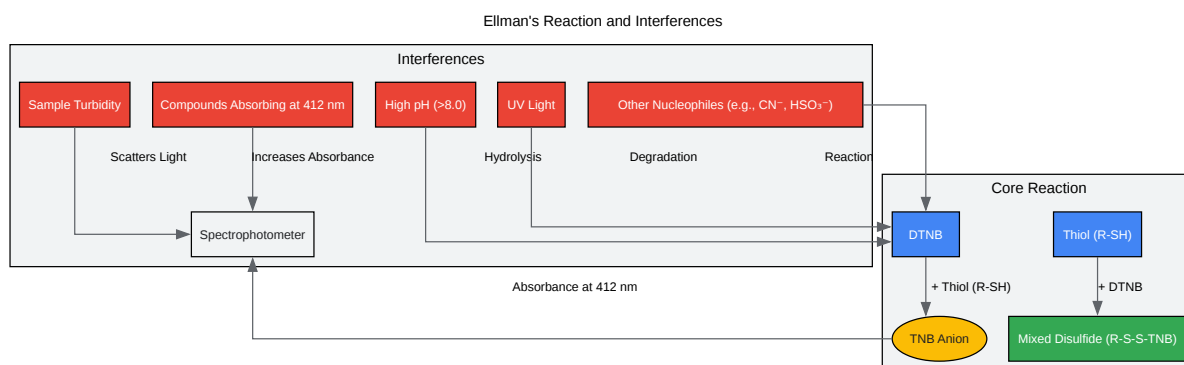 Ellman's Reaction and Interferences
Interferences
Sample Turbidity
Compounds Absorbing at 412 nm
High pH (>8.0)
UV Light
Other Nucleophiles (e.g., CN⁻, HSO₃⁻)
Scatters Light
Increases Absorbance
Hydrolysis
Degradation
Reaction
Core Reaction
Spectrophotometer
DTNB
Thiol (R-SH)
Absorbance at 412 nm
+ Thiol (R-SH)
+ DTNB
TNB Anion
Mixed Disulfide (R-S-S-TNB)